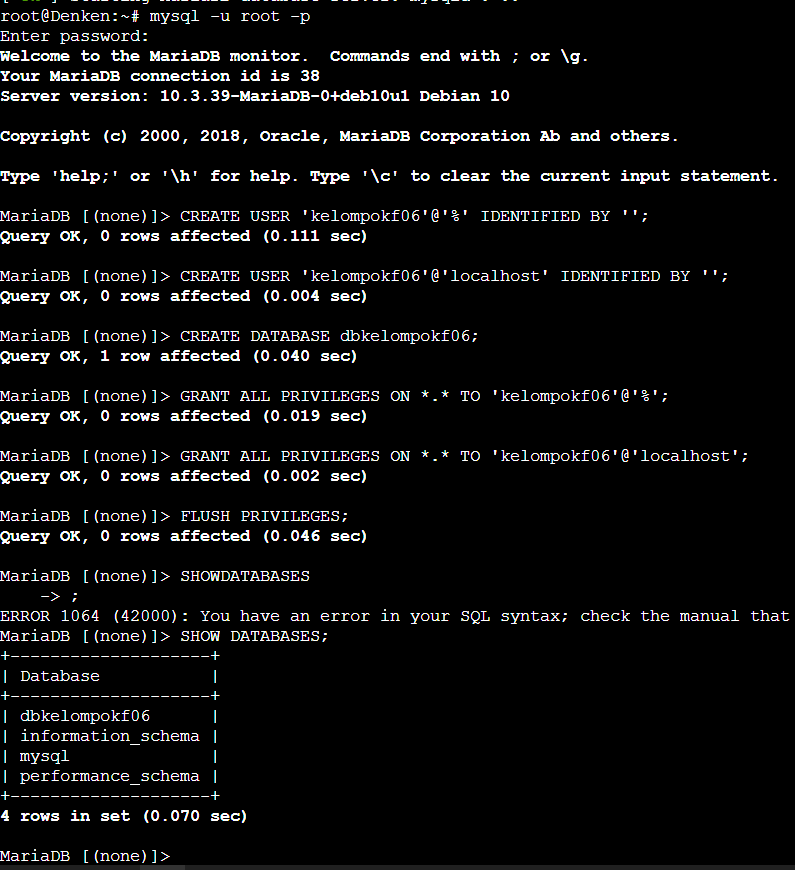 root@Denken:~# mysql -u root -p
Enter password:
Welcome to the MariaDB monitor.  Commands end with ; or \g.
Your MariaDB connection id is 38
Server version: 10.3.39-MariaDB-0+deb10u1 Debian 10
Copyright (c) 2000, 2018, Oracle, MariaDB Corporation Ab and others.
Type 'help;' or '\h' for help. Type '\c' to clear the current input statement.
MariaDB [(none)]> CREATE USER 'kelompokf06'@'%' IDENTIFIED BY '';
Query OK, 0 rows affected (0.111 sec)
MariaDB [(none)]> CREATE USER 'kelompokf06'@'localhost' IDENTIFIED BY '';
Query OK, 0 rows affected (0.004 sec)
MariaDB [(none)]> CREATE DATABASE dbkelompokf06;
Query OK, 1 row affected (0.040 sec)
MariaDB [(none)]> GRANT ALL PRIVILEGES ON *.* TO 'kelompokf06'@'%';
Query OK, 0 rows affected (0.019 sec)
MariaDB [(none)]> GRANT ALL PRIVILEGES ON *.* TO 'kelompokf06'@'localhost';
Query OK, 0 rows affected (0.002 sec)
MariaDB [(none)]> FLUSH PRIVILEGES;
Query OK, 0 rows affected (0.046 sec)
MariaDB [(none)]> SHOWDATABASES
    -> ;
ERROR 1064 (42000): You have an error in your SQL syntax; check the manual that
MariaDB [(none)]> SHOW DATABASES;
+--------------------+
| Database           |
+--------------------+
| dbkelompokf06      |
| information_schema |
| mysql              |
| performance_schema |
+--------------------+
4 rows in set (0.070 sec)
MariaDB [(none)]>